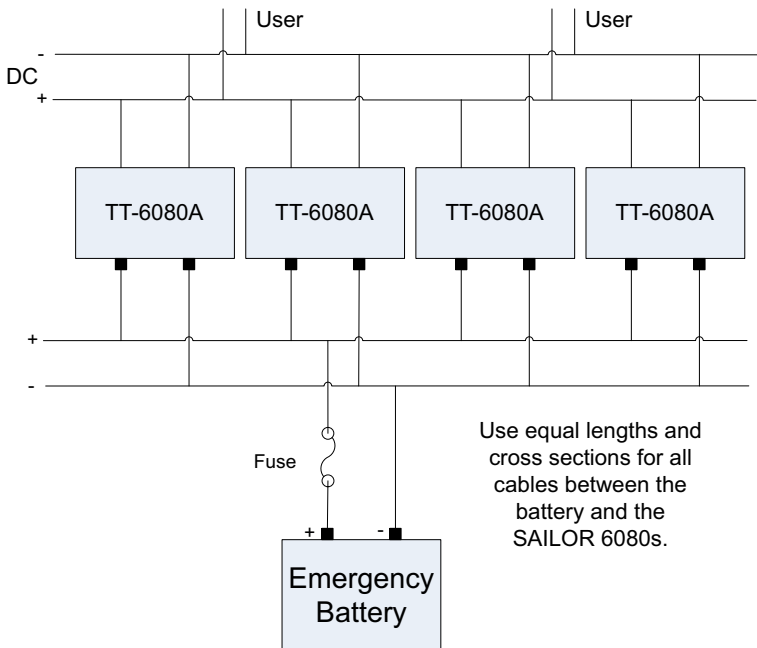 User
User
-
DC
+
TT-6080A
TT-6080A
TT-6080A
TT-6080A
+
-
Use equal lengths and
cross sections for all
cables between the
battery and the
SAILOR 6080s.
Fuse
+
-
Emergency
Battery